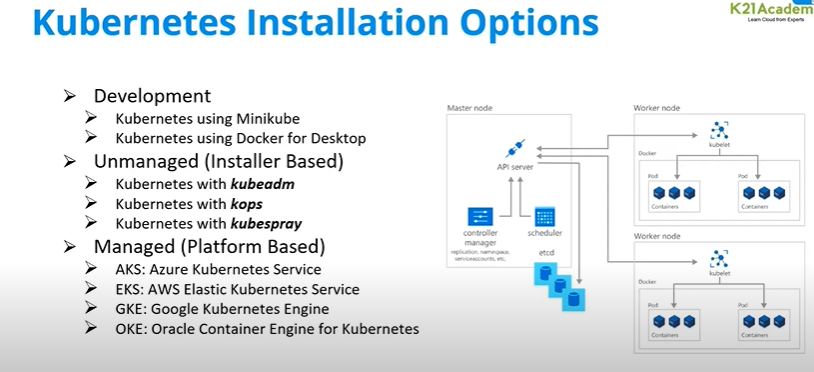 Kubernetes Installation Options
K21Academ
Learn Cloud from Experts
Development
Kubernetes using Minikube
Kubernetes using Docker for Desktop
Unmanaged (Installer Based)
Kubernetes with kubeadm
Kubernetes with kops
Kubernetes with kubespray
Managed (Platform Based)
AKS: Azure Kubernetes Service
EKS: AWS Elastic Kubernetes Service
GKE: Google Kubernetes Engine
OKE: Oracle Container Engine for Kubernetes
Master node
API server
controller
manager
replication, namespace,
serviceaccounts, etc.
scheduler
etcd
Worker node
kubelet
Docker
Pod
Pod
Containers
Containers
Worker node
kubelet
Docker
Pod
Pod
Containers
Containers